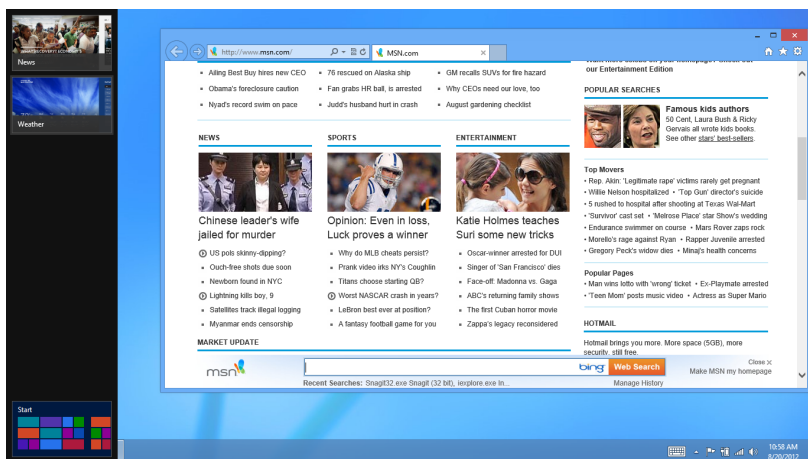 News
Weather
Start
http://www.msn.com/
MSN.com
Ailing Best Buy hires new CEO
Obama's foreclosure caution
Nyad's record swim on pace
76 rescued on Alaska ship
Fan grabs HR ball, is arrested
Judd's husband hurt in crash
GM recalls SUVs for fire hazard
Why CEOs need our love, too
August gardening checklist
NEWS
Chinese leader's wife
jailed for murder
US pols skinny-dipping?
Ouch-free shots due soon
Newborn found in NYC
Lightning kills boy, 9
Satellites track illegal logging
Myanmar ends censorship
SPORTS
Opinion: Even in loss,
Luck proves a winner
Why do MLB cheats persist?
Prank video irks NY's Coughlin
Titans choose starting QB?
Worst NASCAR crash in years?
LeBron best ever at position?
A fantasy football game for you
ENTERTAINMENT
Katie Holmes teaches
Suri some new tricks
Oscar-winner arrested for DUI
Singer of 'San Francisco' dies
Face-off: Madonna vs. Gaga
ABC's returning family shows
The first Cuban horror movie
Zappa's legacy reconsidered
MARKET UPDATE
our Entertainment Edition
POPULAR SEARCHES
Famous kids authors
50 Cent, Laura Bush & Ricky
Gervais all wrote kids books.
See other stars' best-sellers.
Top Movers
• Rep. Akin: 'Legitimate rape' victims rarely get pregnant
• Willie Nelson hospitalized • 'Top Gun' director's suicide
• 5 rushed to hospital after shooting at Texas Wal-Mart
• 'Survivor' cast set • 'Melrose Place' star Show's wedding
• Endurance swimmer on course • Mars Rover zaps rock
• Morello's rage against Ryan • Rapper Juvenile arrested
• Gregory Peck's widow dies • Minaj's health concerns
Popular Pages
• Man wins lotto with 'wrong' ticket • Ex-Playmate arrested
• 'Teen Mom' posts music video • Actress as Super Mario
HOTMAIL
Hotmail brings you more. More space (5GB), more
security, still free.
msn
bing
Web Search
Close X
Make MSN my homepage
Recent Searches: Snagit32.exe Snagit (32 bit), iexplore.exe In...
Manage History
10:58 AM
8/20/2012